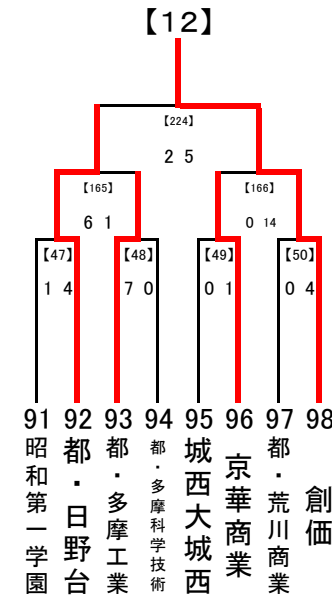 【12】
【224】
2 5
【165】 【166】
6 1 0 14
【47】 【48】 【49】 【50】
1 4 7 0 0 1 0 4
91 92 93 94 95 96 97 98
昭和第一学園
都・日野台
都・多摩工業
都・多摩科学技術
城西大城西
京華商業
都・荒川商業
創価